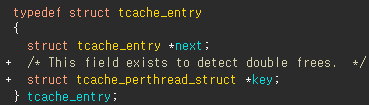 typedef struct tcache_entry
{
  struct tcache_entry *next;
+ /* This field exists to detect double frees. */
+ struct tcache_perthread_struct *key;
} tcache_entry;